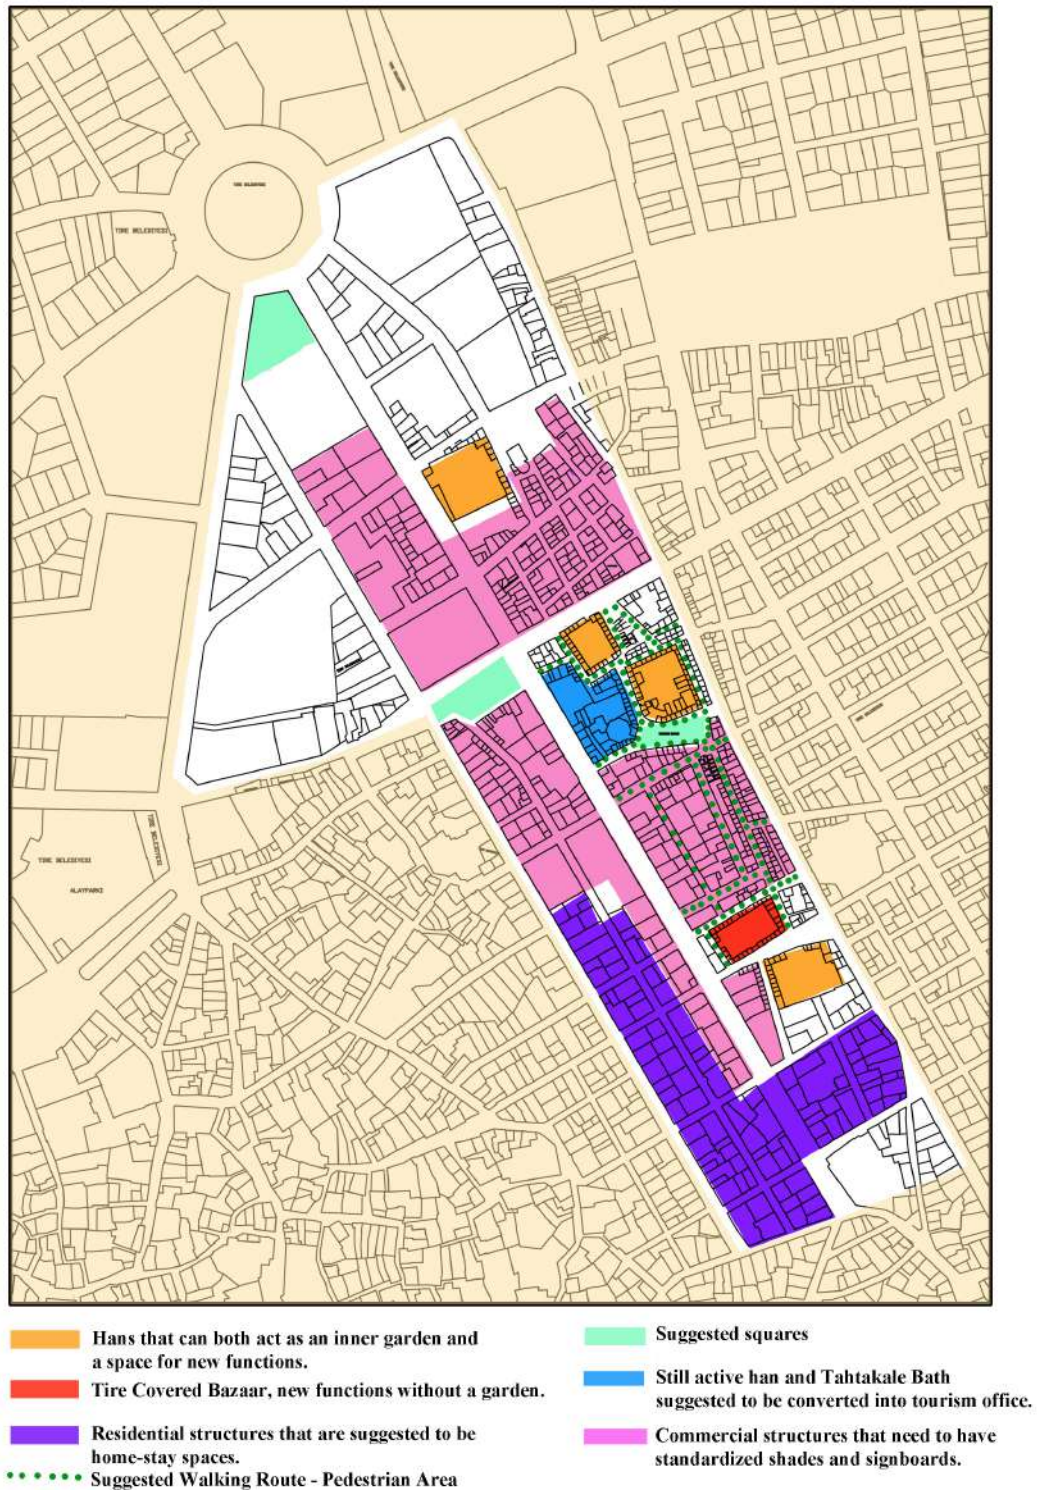 TIRE BELEDIYESI
TIRE BELEDIYESI
TIRE BELEDIYESI
ALAYPARKI
Hans that can both act as an inner garden and
a space for new functions.
Tire Covered Bazaar, new functions without a garden.
Residential structures that are suggested to be
home-stay spaces.
Suggested Walking Route - Pedestrian Area
Suggested squares
Still active han and Tahtakale Bath
suggested to be converted into tourism office.
Commercial structures that need to have
standardized shades and signboards.